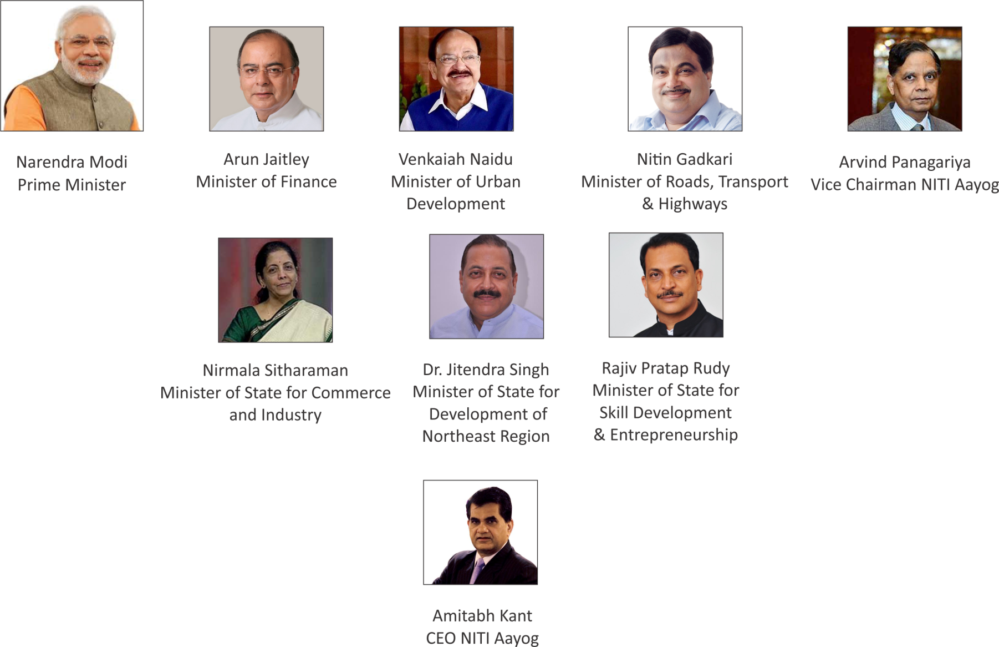 Narendra Modi
Prime Minister
Arun Jaitley
Minister of Finance
Venkaiah Naidu
Minister of Urban
Development
Nitin Gadkari
Minister of Roads, Transport
& Highways
Arvind Panagariya
Vice Chairman NITI Aayog
Nirmala Sitharaman
Minister of State for Commerce
and Industry
Dr. Jitendra Singh
Minister of State for
Development of
Northeast Region
Rajiv Pratap Rudy
Minister of State for
Skill Development
& Entrepreneurship
Amitabh Kant
CEO NITI Aayog